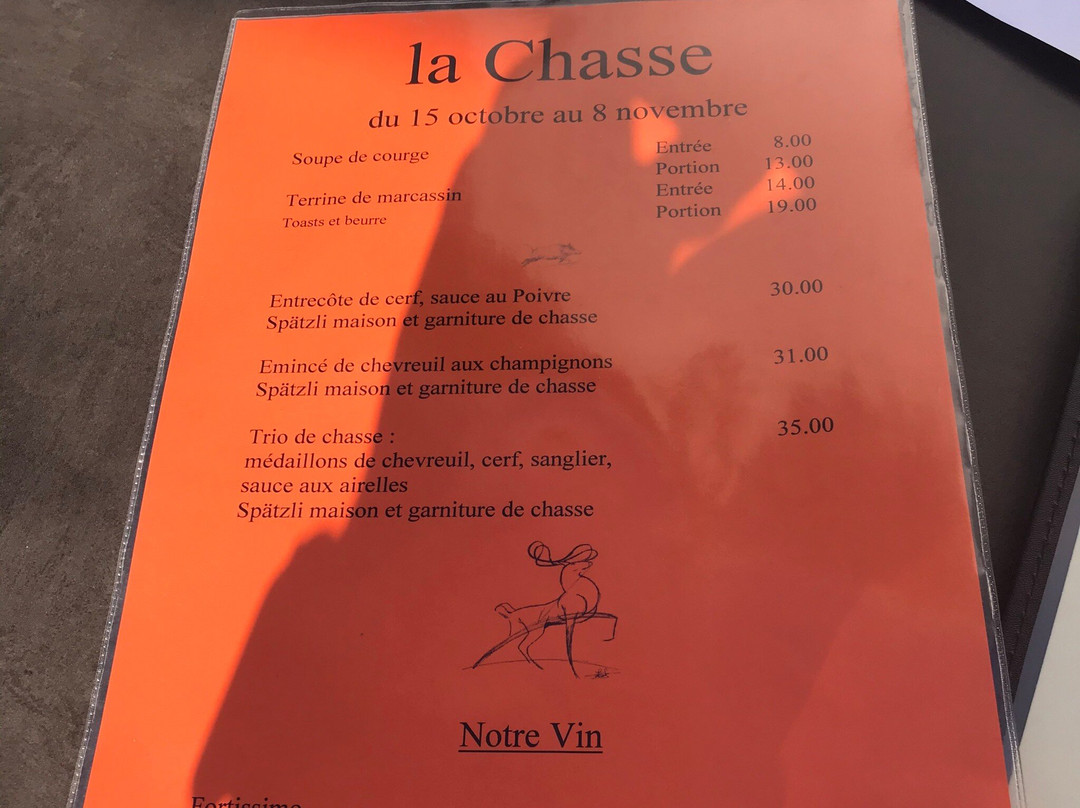 la Chasse
du 15 octobre au 8 novembre
Soupe de courge Entrée 8.00
Portion 13.00
Terrine de marcassin Entrée 14.00
Toasts et beurre Portion 19.00
Entrecôte de cerf, sauce au Poivre 30.00
Spätzli maison et garniture de chasse
Emincé de chevreuil aux champignons 31.00
Spätzli maison et garniture de chasse
Trio de chasse : 35.00
médaillons de chevreuil, cerf, sanglier,
sauce aux airelles
Spätzli maison et garniture de chasse
Notre Vin
Fortissimo